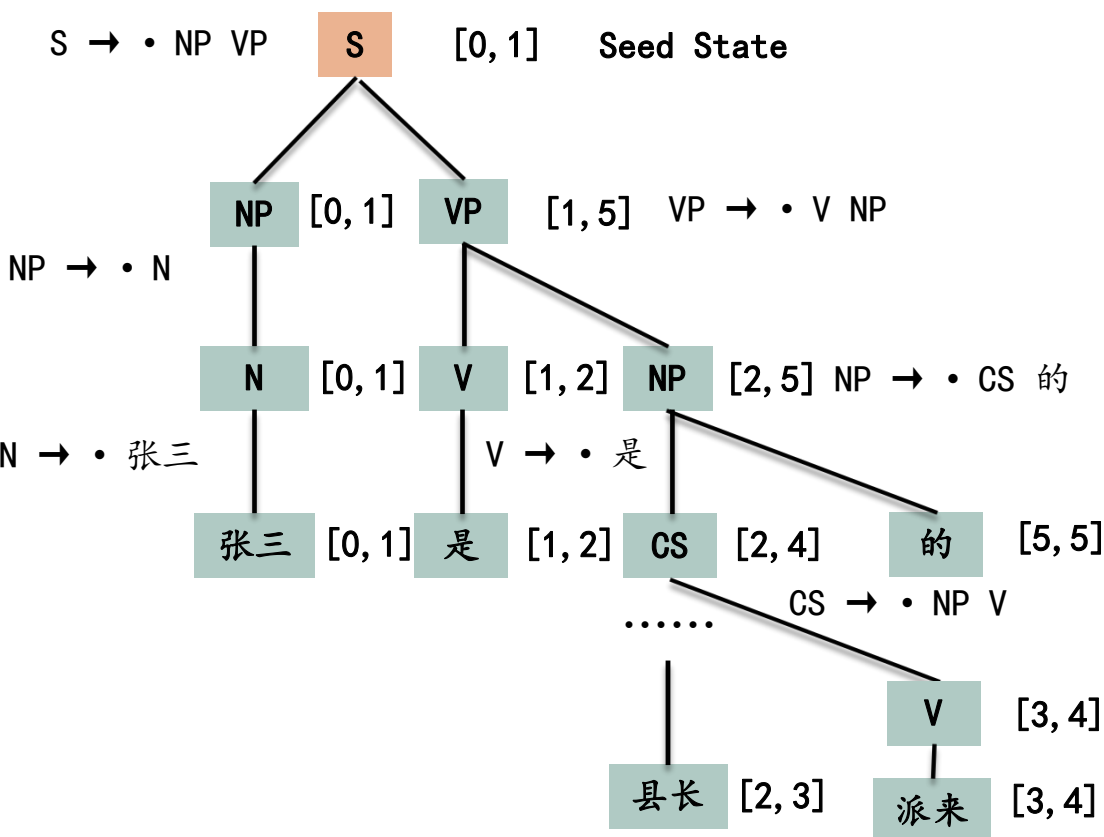 S → • NP VP S [0,1] Seed State
NP [0,1] VP [1,5] VP → • V NP
NP → • N
N [0,1] V [1,2] NP [2,5] NP → • CS 的
N → • 张三 V → • 是
张三 [0,1] 是 [1,2] CS [2,4] 的 [5,5]
CS → • NP V
······
V [3,4]
县长 [2,3] 派来 [3,4]